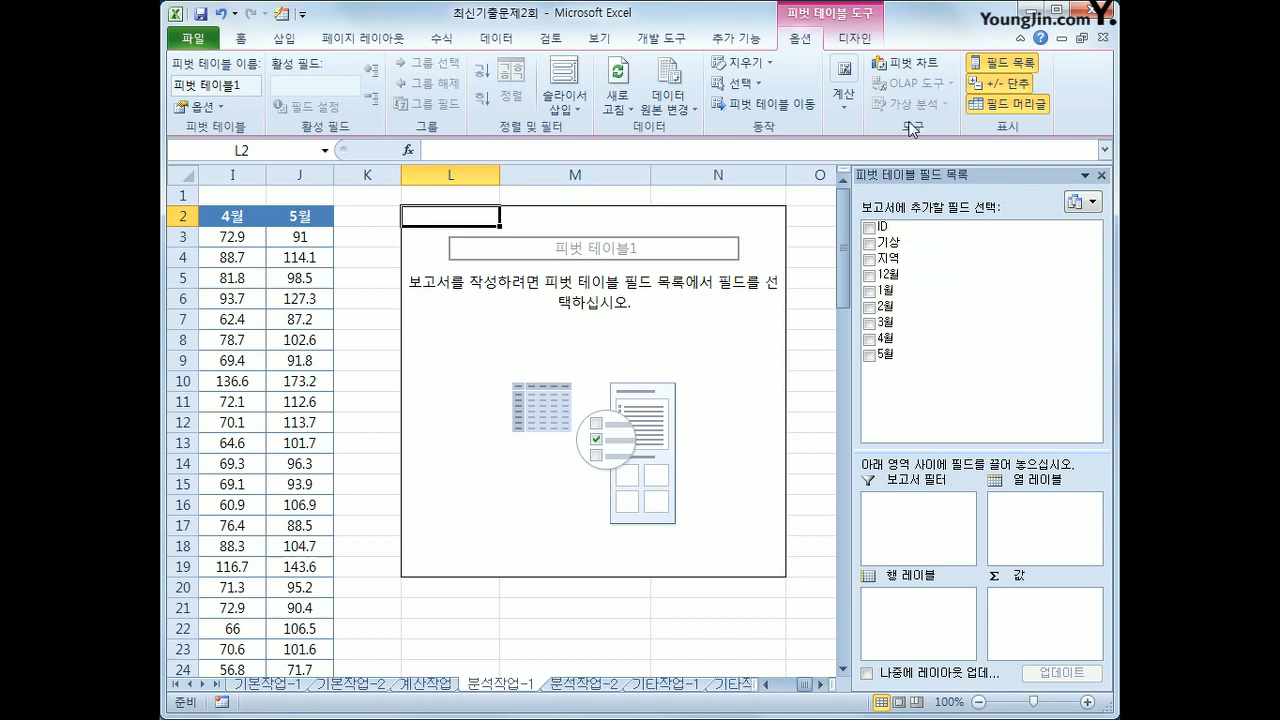 최신기출문제2회 - Microsoft Excel
피벗 테이블 도구
YoungJin.com Y.
파일 홈 삽입 페이지 레이아웃 수식 데이터 검토 보기 개발 도구 추가 기능 옵션 디자인
피벗 테이블 이름: 활성 필드: 그룹 선택 지우기 피벗 차트 필드 목록
피벗 테이블1 그룹 해제 정렬 슬라이서 삽입 새로 고침 데이터 원본 변경 선택 계산 OLAP 도구 +/- 단추
옵션 필드 설정 그룹 필드 피벗 테이블 이동 가상 분석 필드 머리글
피벗 테이블 활성 필드 그룹 정렬 및 필터 데이터 동작 도구 표시
L2 fx
I J K L M N O
피벗 테이블 필드 목록
1
2 4월 5월
3 72.9 91
4 88.7 114.1
5 81.8 98.5
6 93.7 127.3
7 62.4 87.2
8 78.7 102.6
9 69.4 91.8
10 136.6 173.2
11 72.1 112.6
12 70.1 113.7
13 64.6 101.7
14 69.3 96.3
15 69.1 93.9
16 60.9 106.9
17 76.4 88.5
18 88.3 104.7
19 116.7 143.6
20 71.3 95.2
21 72.9 90.4
22 66 106.5
23 70.6 101.6
24 56.8 71.7
피벗 테이블1
보고서를 작성하려면 피벗 테이블 필드 목록에서 필드를 선
택하십시오.
보고서에 추가할 필드 선택:
ID
기상
지역
12월
1월
2월
3월
4월
5월
아래 영역 사이에 필드를 끌어 놓으십시오.
보고서 필터 열 레이블
행 레이블 Σ 값
나중에 레이아웃 업데... 업데이트
기본작업-1 기본작업-2 계산작업 분석작업-1 분석작업-2 기타작업-1 기타작
준비 100%